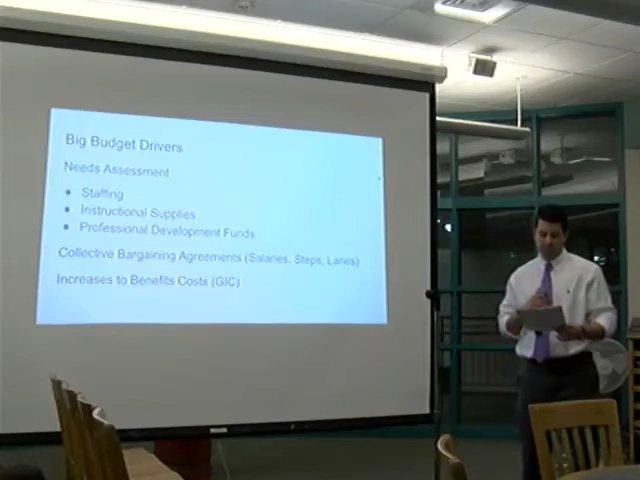 Big Budget Drivers
Needs Assessment
• Staffing
• Instructional Supplies
• Professional Development Funds
Collective Bargaining Agreements (Salaries, Steps, Lanes)
Increases to Benefits Costs (GIC)